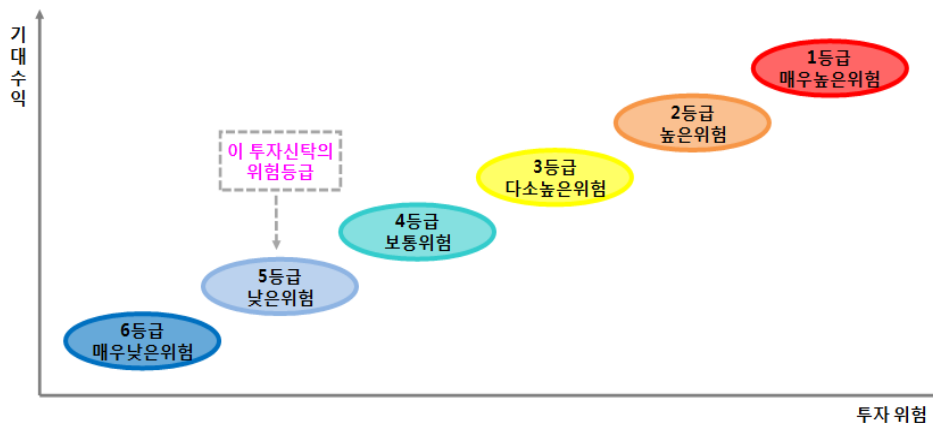 기대수익
1등급
매우높은위험
2등급
높은위험
이 투자신탁의
위험등급
3등급
다소높은위험
4등급
보통위험
5등급
낮은위험
6등급
매우낮은위험
투자 위험